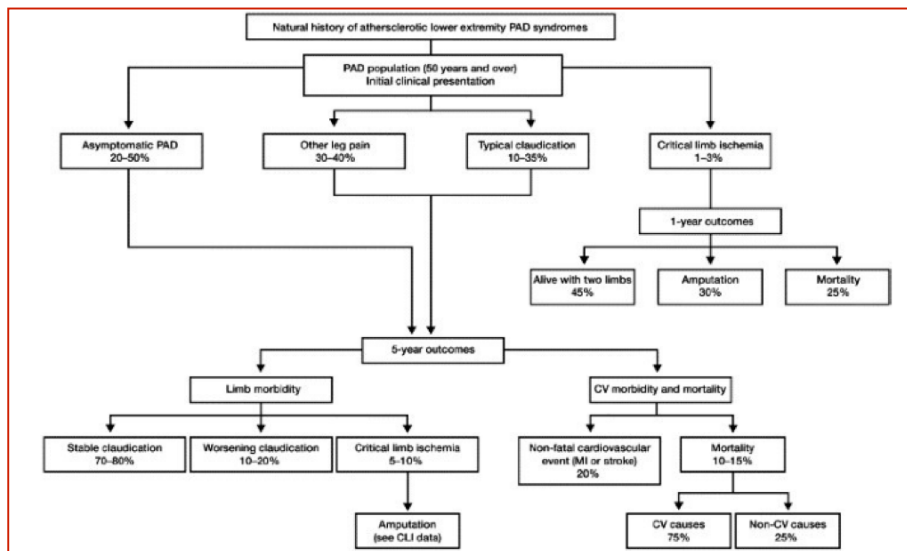 Natural history of athersclerotic lower extremity PAD syndromes
PAD population (50 years and over)
Initial clinical presentation
Asymptomatic PAD
20–50%
Other leg pain
30–40%
Typical claudication
10–35%
Critical limb ischemia
1–3%
1-year outcomes
Alive with two limbs
45%
Amputation
30%
Mortality
25%
5-year outcomes
Limb morbidity
CV morbidity and mortality
Stable claudication
70–80%
Worsening claudication
10–20%
Critical limb ischemia
5–10%
Non-fatal cardiovascular
event (MI or stroke)
20%
Mortality
10–15%
Amputation
(see CLI data)
CV causes
75%
Non-CV causes
25%